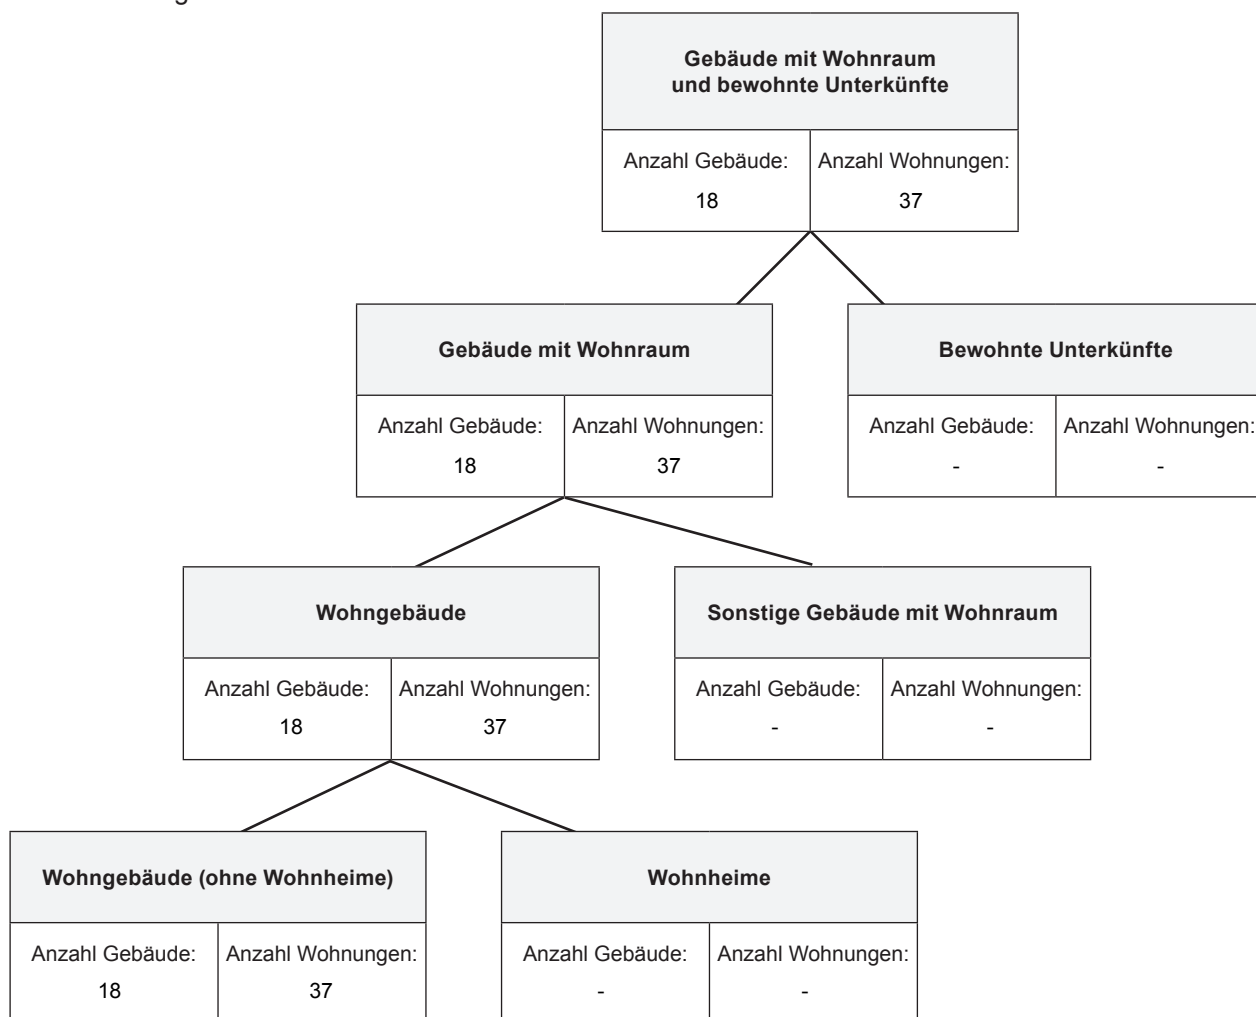 Gebäude mit Wohnraum
und bewohnte Unterkünfte
Anzahl Gebäude: Anzahl Wohnungen:
18 37
Gebäude mit Wohnraum
Anzahl Gebäude: Anzahl Wohnungen:
18 37
Bewohnte Unterkünfte
Anzahl Gebäude: Anzahl Wohnungen:
- -
Wohngebäude
Anzahl Gebäude: Anzahl Wohnungen:
18 37
Sonstige Gebäude mit Wohnraum
Anzahl Gebäude: Anzahl Wohnungen:
- -
Wohngebäude (ohne Wohnheime)
Anzahl Gebäude: Anzahl Wohnungen:
18 37
Wohnheime
Anzahl Gebäude: Anzahl Wohnungen:
- -